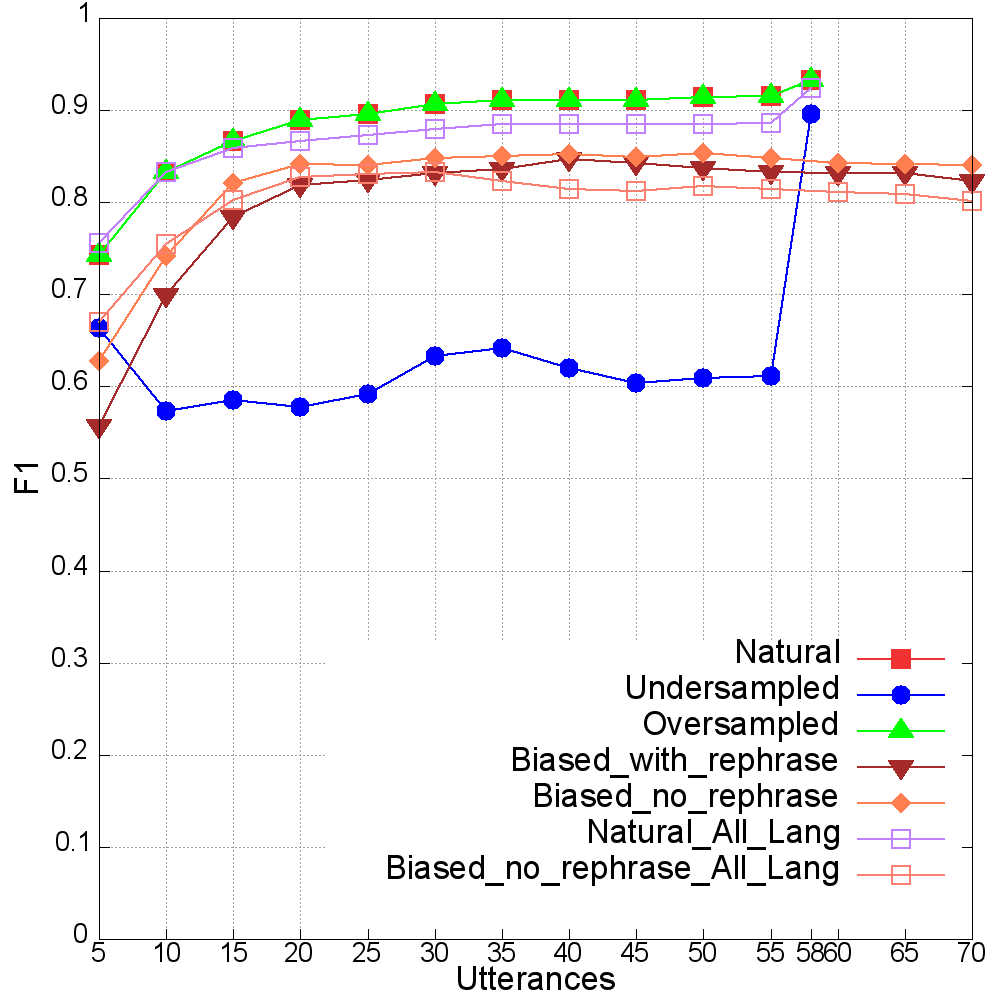 1
0.9
0.8
0.7
0.6
0.5
0.4
0.3
0.2
0.1
0
F1
Natural
Undersampled
Oversampled
Biased_with_rephrase
Biased_no_rephrase
Natural_All_Lang
Biased_no_rephrase_All_Lang
5 10 15 20 25 30 35 40 45 50 55 58 60 65 70
Utterances